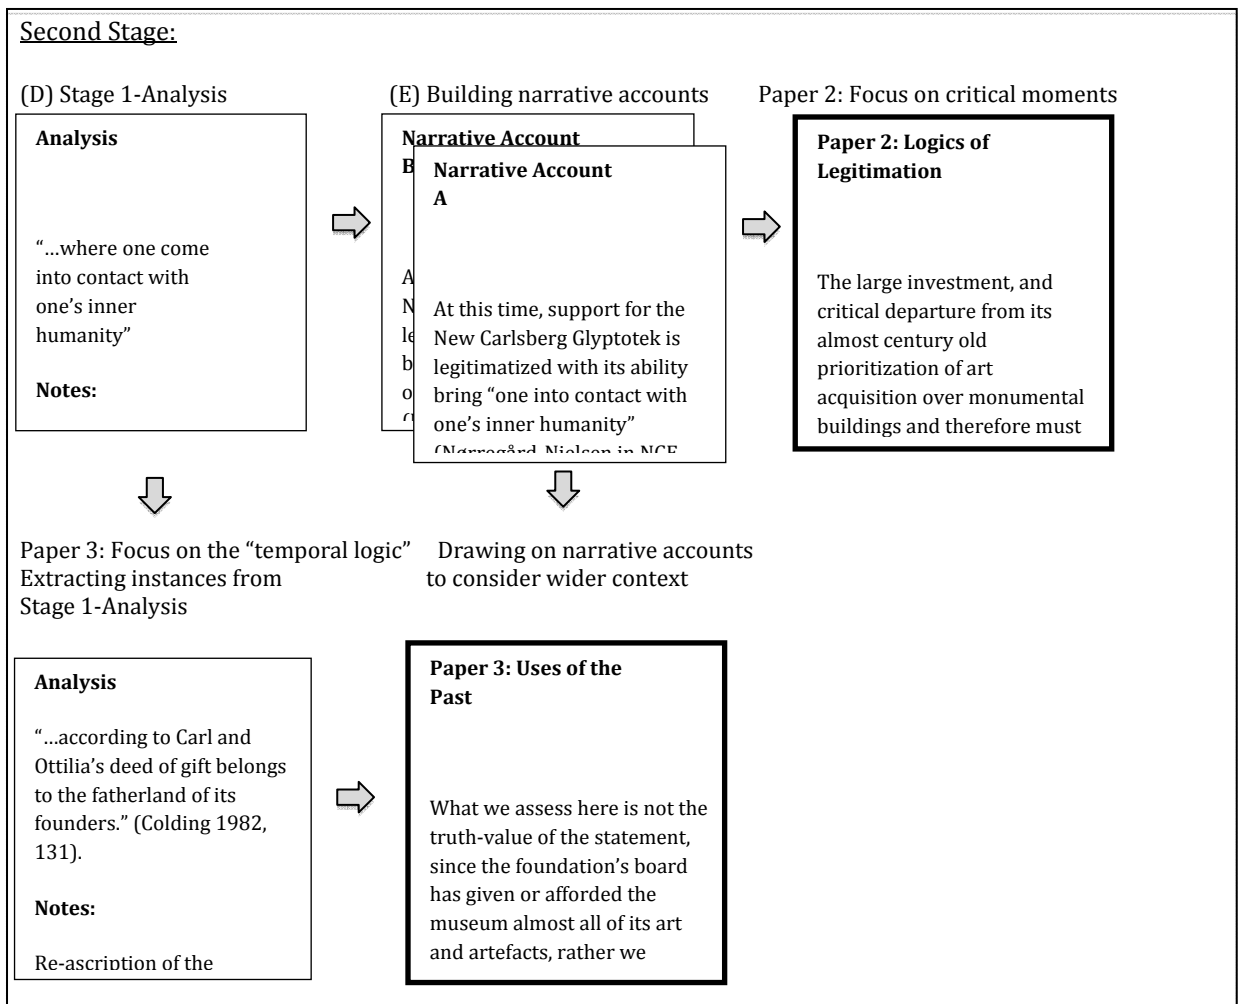 Second Stage:
(D) Stage 1-Analysis
(E) Building narrative accounts
Paper 2: Focus on critical moments
Analysis
“…where one come
into contact with
one’s inner
humanity”
Notes:
Narrative Account
B
A
N
le
b
o
Narrative Account
A
At this time, support for the
New Carlsberg Glyptotek is
legitimatized with its ability
bring “one into contact with
one’s inner humanity”
(Nørregård-Nielsen in NCF
Paper 2: Logics of
Legitimation
The large investment, and
critical departure from its
almost century old
prioritization of art
acquisition over monumental
buildings and therefore must
Paper 3: Focus on the “temporal logic”
Extracting instances from
Stage 1-Analysis
Drawing on narrative accounts
to consider wider context
Analysis
“…according to Carl and
Ottilia’s deed of gift belongs
to the fatherland of its
founders.” (Colding 1982,
131).
Notes:
Re-ascription of the
Paper 3: Uses of the
Past
What we assess here is not the
truth-value of the statement,
since the foundation’s board
has given or afforded the
museum almost all of its art
and artefacts, rather we